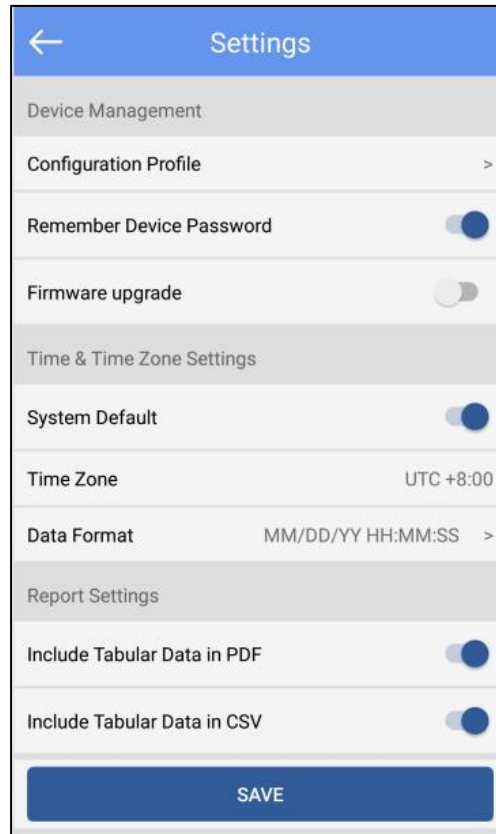 Settings
Device Management
Configuration Profile >
Remember Device Password
Firmware upgrade
Time & Time Zone Settings
System Default
Time Zone UTC +8:00
Data Format MM/DD/YY HH:MM:SS >
Report Settings
Include Tabular Data in PDF
Include Tabular Data in CSV
SAVE